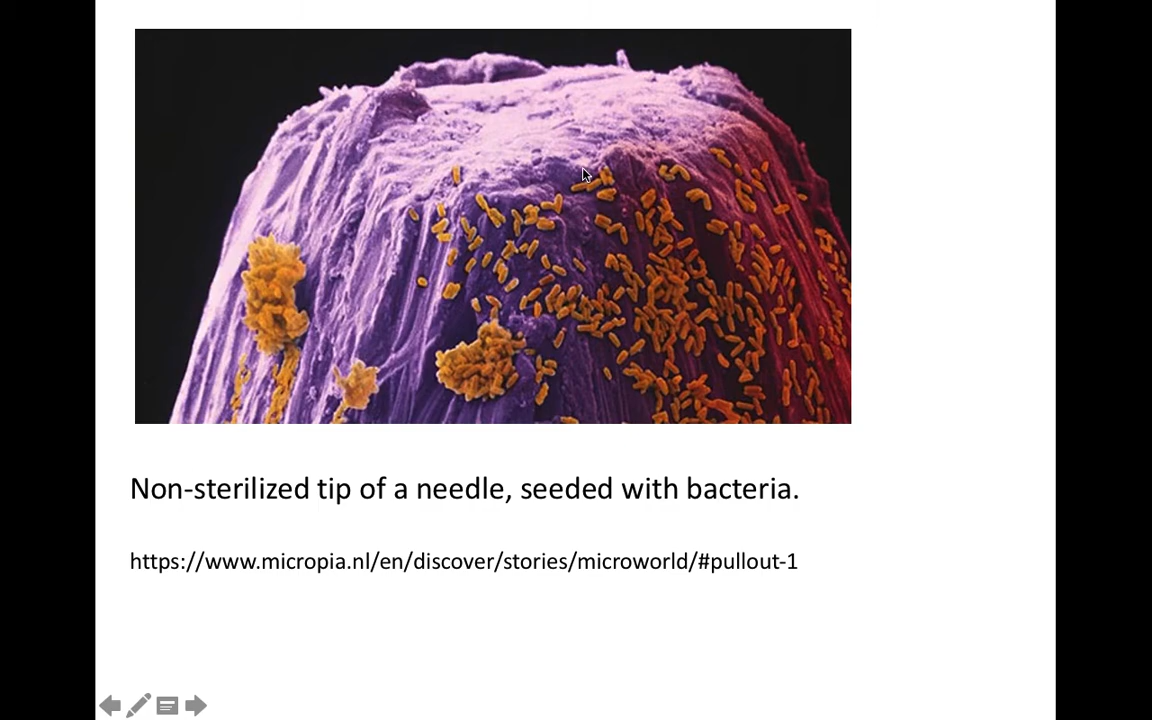 Non-sterilized tip of a needle, seeded with bacteria.
https://www.micropia.nl/en/discover/stories/microworld/#pullout-1